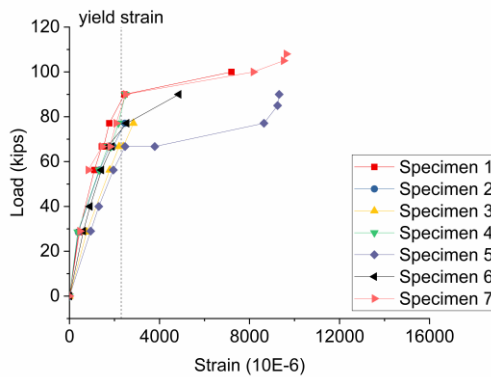 yield strain
120
100
80
60
40
20
0
Load (kips)
Specimen 1
Specimen 2
Specimen 3
Specimen 4
Specimen 5
Specimen 6
Specimen 7
0 4000 8000 12000 16000
Strain (10E-6)